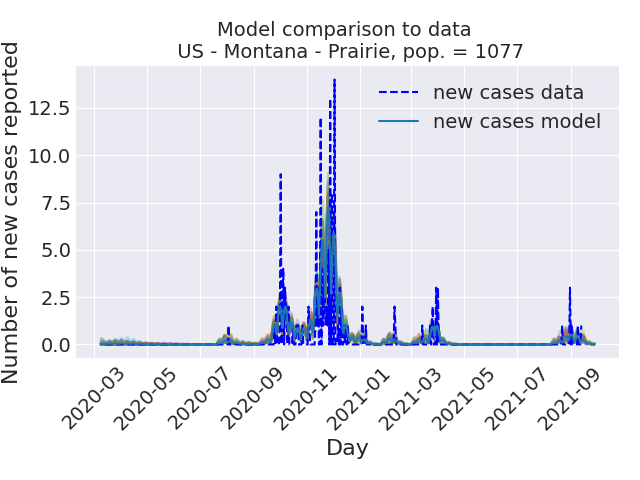 Model comparison to data
US - Montana - Prairie, pop. = 1077
Number of new cases reported
12.5
10.0
7.5
5.0
2.5
0.0
new cases data
new cases model
2020-03
2020-05
2020-07
2020-09
2020-11
2021-01
2021-03
2021-05
2021-07
2021-09
Day